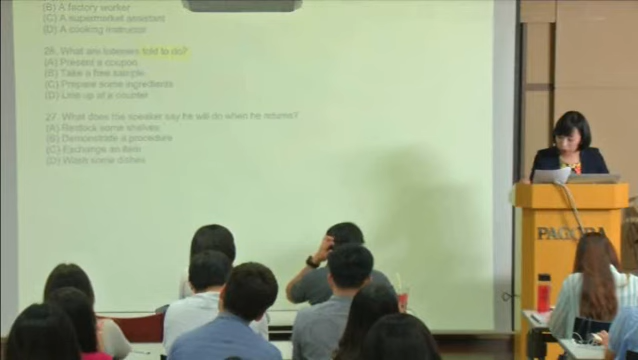 (B) A factory worker
(C) A supermarket assistant
(D) A cooking instructor
26. What are listeners told to do?
(A) Present a coupon
(B) Take a free sample
(C) Prepare some ingredients
(D) Line up at a counter
27. What does the speaker say he will do when he returns?
(A) Restock some shelves
(B) Demonstrate a procedure
(C) Exchange an item
(D) Wash some dishes
PAGODA